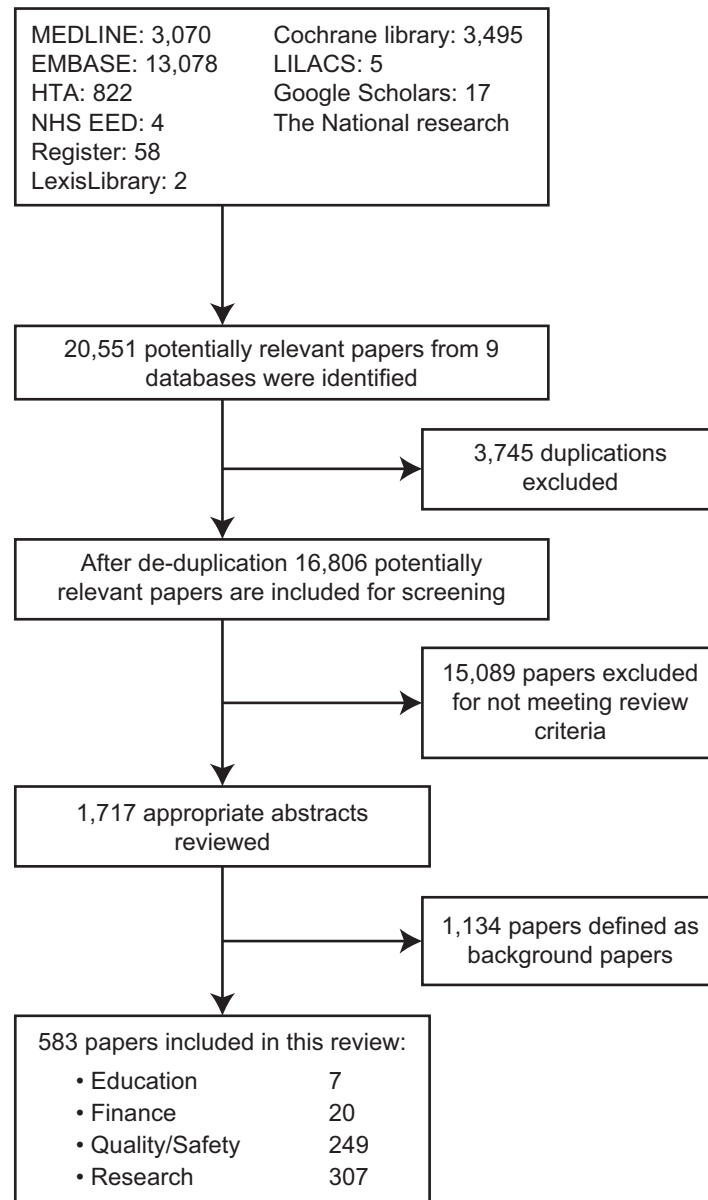 MEDLINE: 3,070
EMBASE: 13,078
HTA: 822
NHS EED: 4
Register: 58
LexisLibrary: 2
Cochrane library: 3,495
LILACS: 5
Google Scholars: 17
The National research
20,551 potentially relevant papers from 9
databases were identified
3,745 duplications
excluded
After de-duplication 16,806 potentially
relevant papers are included for screening
15,089 papers excluded
for not meeting review
criteria
1,717 appropriate abstracts
reviewed
1,134 papers defined as
background papers
583 papers included in this review:
• Education 7
• Finance 20
• Quality/Safety 249
• Research 307